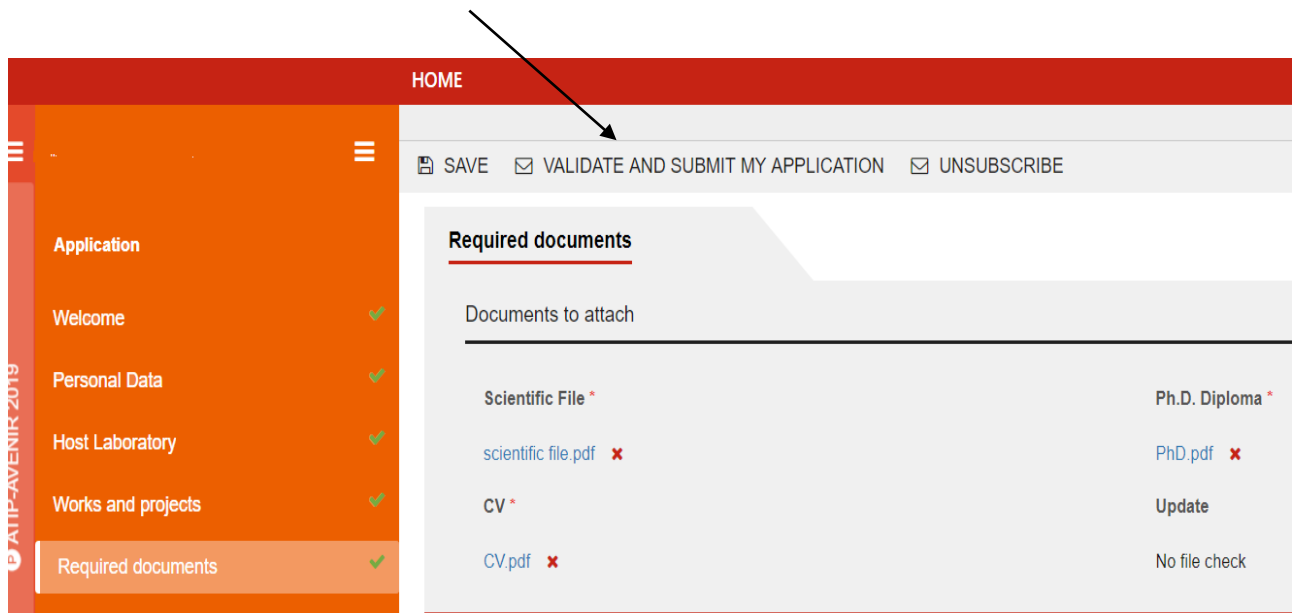 HOME
SAVE VALIDATE AND SUBMIT MY APPLICATION UNSUBSCRIBE
Application
Welcome
Personal Data
Host Laboratory
Works and projects
Required documents
P ATIP-AVENIR 2019
Required documents
Documents to attach
Scientific File * Ph.D. Diploma *
scientific file.pdf PhD.pdf
CV * Update
CV.pdf No file check